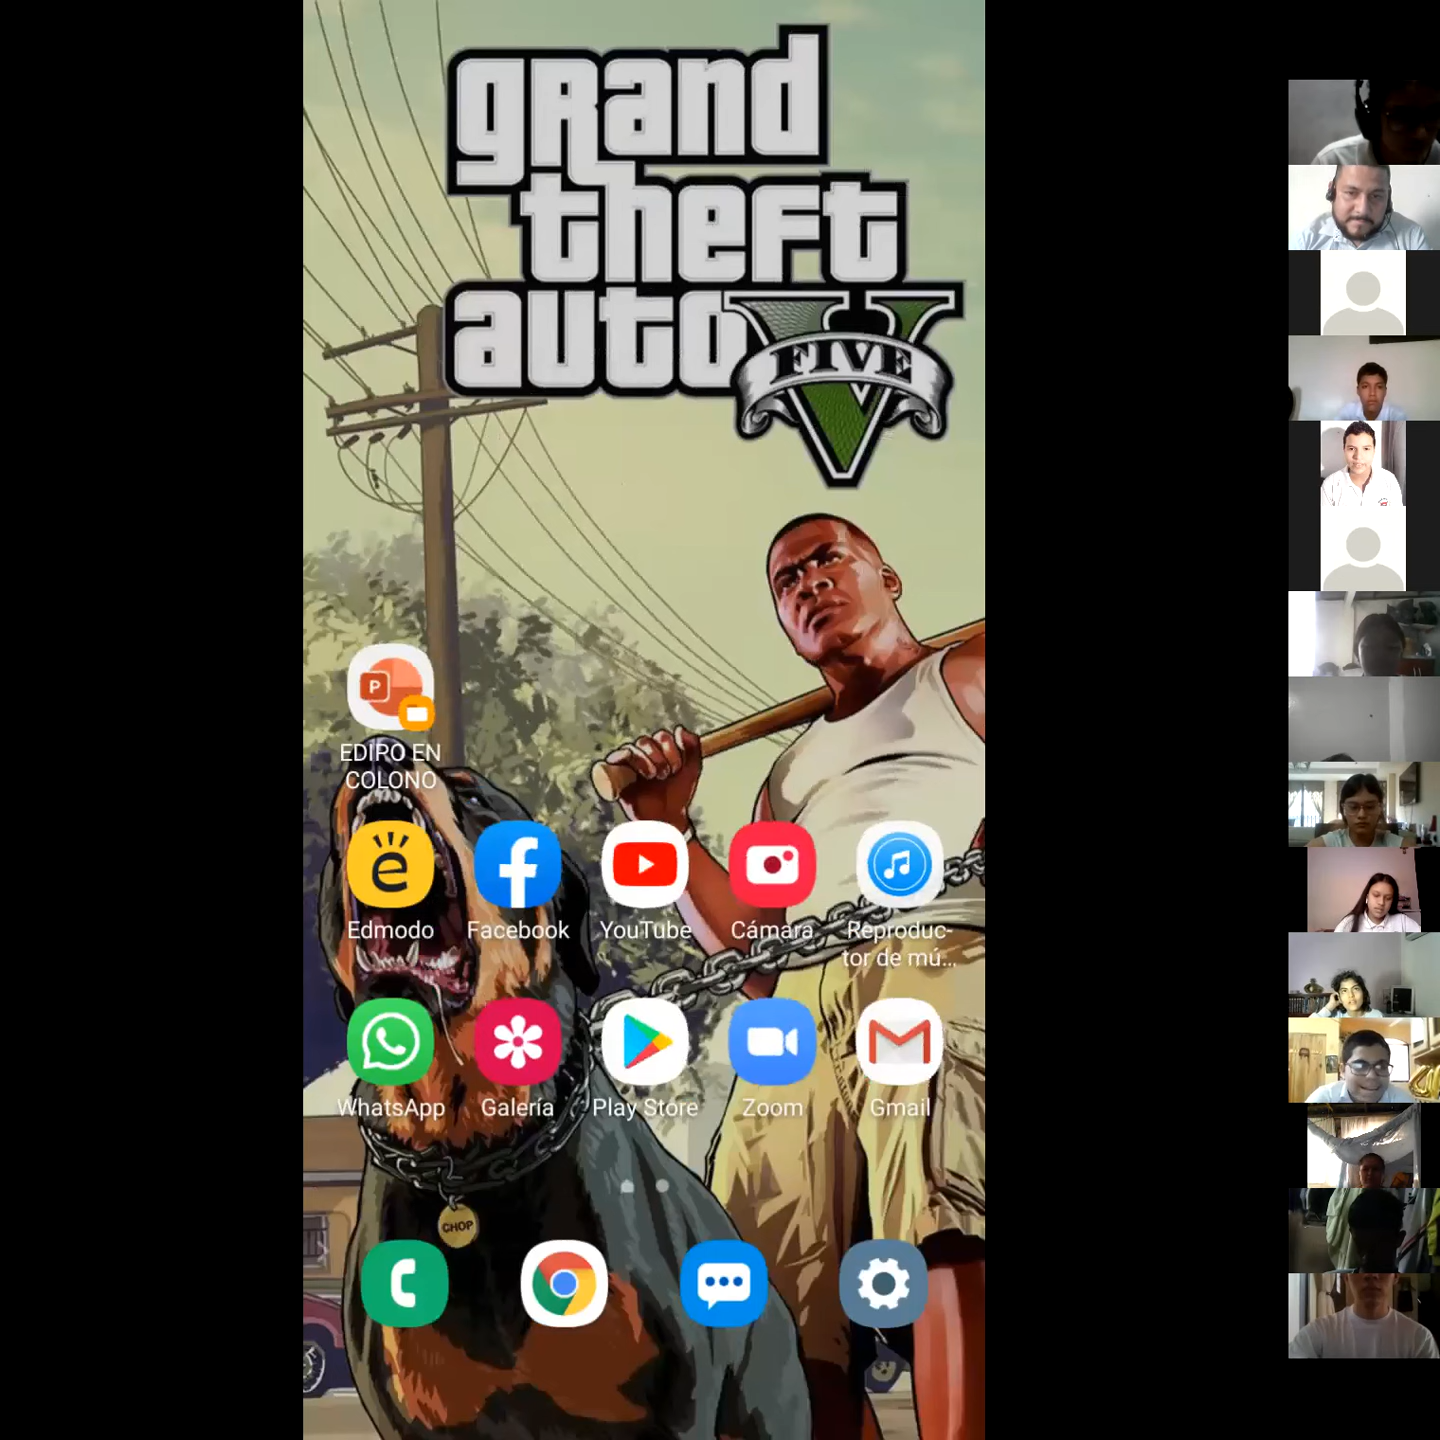 grand
theft
auto V
FIVE
P
EDIPO EN
COLONO
Edmodo
Facebook
YouTube
Cámara
Reproduc-
tor de mú...
WhatsApp
Galería
Play Store
Zoom
Gmail
CHOP